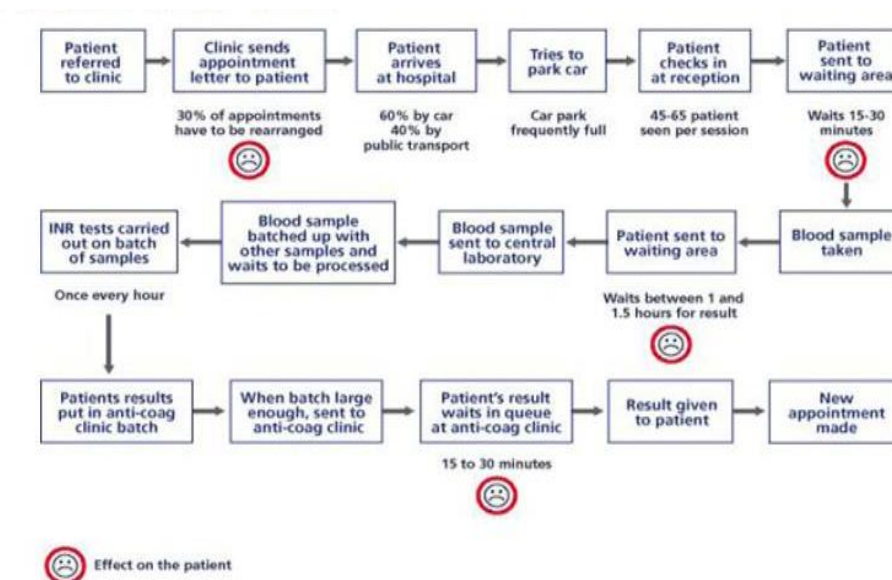 Patient
referred
to clinic
Clinic sends
appointment
letter to patient
Patient
arrives
at hospital
Tries to
park car
Patient
checks in
at reception
Patient
sent to
waiting area
30% of appointments
have to be rearranged
60% by car
40% by
public transport
Car park
frequently full
45-65 patient
seen per session
Waits 15-30
minutes
INR tests carried
out on batch
of samples
Blood sample
batched up with
other samples and
waits to be processed
Blood sample
sent to central
laboratory
Patient sent to
waiting area
Blood sample
taken
Once every hour
Waits between 1 and
1.5 hours for result
Patients results
put in anti-coag
clinic batch
When batch large
enough, sent to
anti-coag clinic
Patient's result
waits in queue
at anti-coag clinic
Result given
to patient
New
appointment
made
15 to 30 minutes
Effect on the patient